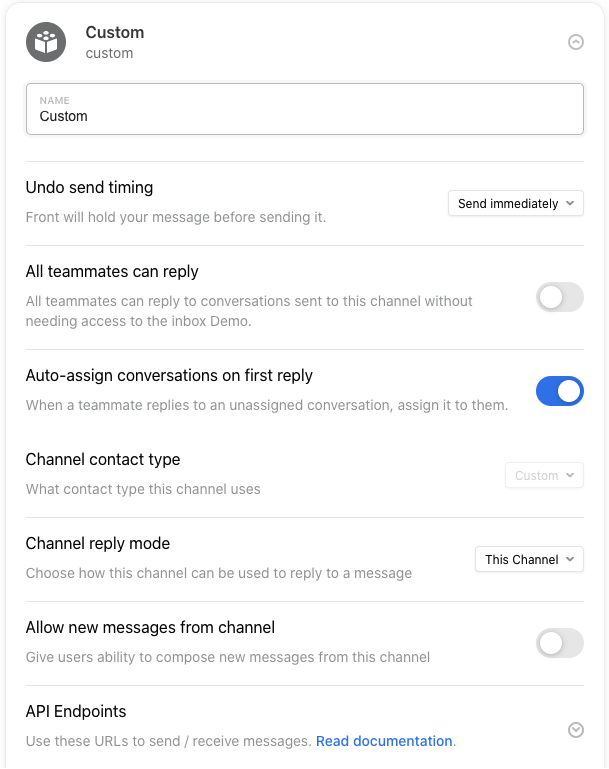 Custom
custom
NAME
Custom
Undo send timing
Front will hold your message before sending it.
Send immediately
All teammates can reply
All teammates can reply to conversations sent to this channel without
needing access to the inbox Demo.
Auto-assign conversations on first reply
When a teammate replies to an unassigned conversation, assign it to them.
Channel contact type
What contact type this channel uses
Custom
Channel reply mode
Choose how this channel can be used to reply to a message
This Channel
Allow new messages from channel
Give users ability to compose new messages from this channel
API Endpoints
Use these URLs to send / receive messages. Read documentation.